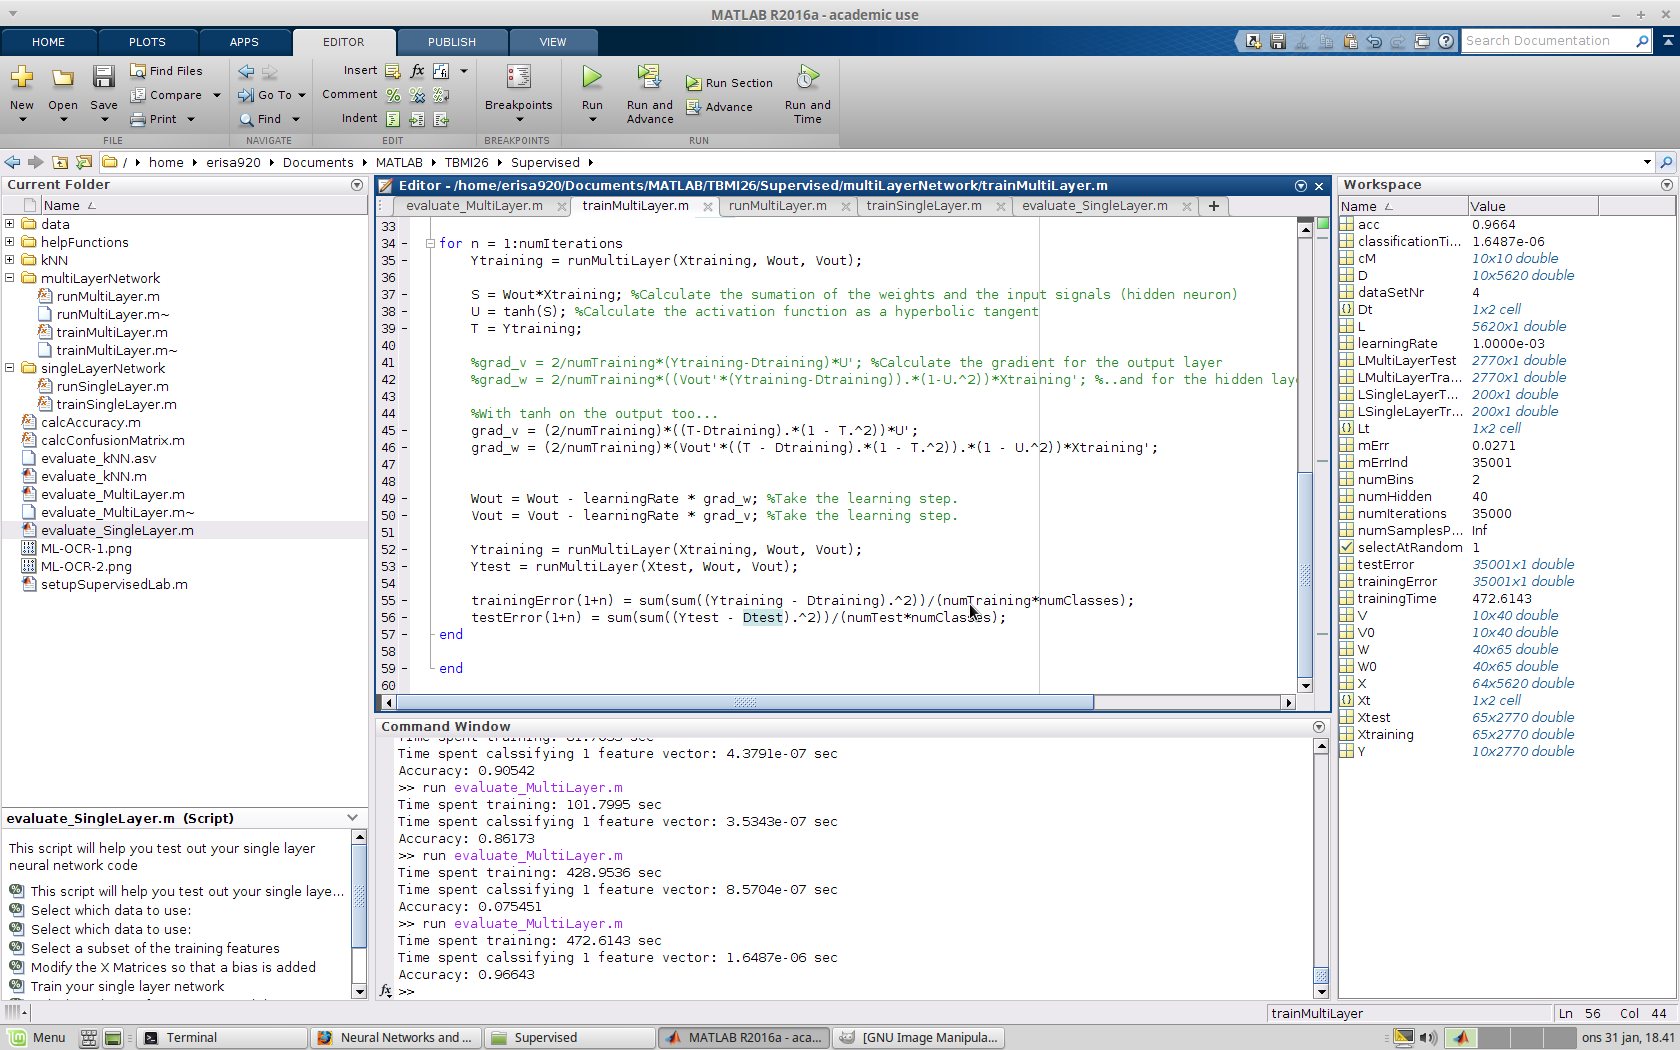 MATLAB R2016a - academic use
HOME PLOTS APPS EDITOR PUBLISH VIEW
Search Documentation
New Open Save Find Files Compare Print
Go To Find
Insert fx
Comment
Indent
Breakpoints
Run Run and Advance Run Section Advance Run and Time
FILE NAVIGATE EDIT BREAKPOINTS RUN
/ home erisa920 Documents MATLAB TBMI26 Supervised
Current Folder
Name
data
helpFunctions
kNN
multiLayerNetwork
runMultiLayer.m
runMultiLayer.m~
trainMultiLayer.m
trainMultiLayer.m~
singleLayerNetwork
runSingleLayer.m
trainSingleLayer.m
calcAccuracy.m
calcConfusionMatrix.m
evaluate_kNN.asv
evaluate_kNN.m
evaluate_MultiLayer.m
evaluate_MultiLayer.m~
evaluate_SingleLayer.m
ML-OCR-1.png
ML-OCR-2.png
setupSupervisedLab.m
evaluate_SingleLayer.m (Script)
This script will help you test out your single layer
neural network code
This script will help you test out your single laye...
Select which data to use:
Select which data to use:
Select a subset of the training features
Modify the X Matrices so that a bias is added
Train your single layer network
Editor - /home/erisa920/Documents/MATLAB/TBMI26/Supervised/multiLayerNetwork/trainMultiLayer.m
evaluate_MultiLayer.m trainMultiLayer.m runMultiLayer.m trainSingleLayer.m evaluate_SingleLayer.m +
33
34 - for n = 1:numIterations
35 - Ytraining = runMultiLayer(Xtraining, Wout, Vout);
36
37 - S = Wout*Xtraining; %Calculate the sumation of the weights and the input signals (hidden neuron)
38 - U = tanh(S); %Calculate the activation function as a hyperbolic tangent
39 - T = Ytraining;
40
41 %grad_v = 2/numTraining*(Ytraining-Dtraining)*U'; %Calculate the gradient for the output layer
42 %grad_w = 2/numTraining*((Vout'*(Ytraining-Dtraining)).*(1-U.^2))*Xtraining'; %..and for the hidden lay
43
44 %With tanh on the output too...
45 - grad_v = (2/numTraining)*((T-Dtraining).*(1 - T.^2))*U';
46 - grad_w = (2/numTraining)*(Vout'*((T - Dtraining).*(1 - T.^2)).*(1 - U.^2))*Xtraining';
47
48
49 - Wout = Wout - learningRate * grad_w; %Take the learning step.
50 - Vout = Vout - learningRate * grad_v; %Take the learning step.
51
52 - Ytraining = runMultiLayer(Xtraining, Wout, Vout);
53 - Ytest = runMultiLayer(Xtest, Wout, Vout);
54
55 - trainingError(1+n) = sum(sum((Ytraining - Dtraining).^2))/(numTraining*numClasses);
56 - testError(1+n) = sum(sum((Ytest - Dtest).^2))/(numTest*numClasses);
57 - end
58
59 - end
60
Command Window
Time spent calssifying 1 feature vector: 4.3791e-07 sec
Accuracy: 0.90542
>> run evaluate_MultiLayer.m
Time spent training: 101.7995 sec
Time spent calssifying 1 feature vector: 3.5343e-07 sec
Accuracy: 0.86173
>> run evaluate_MultiLayer.m
Time spent training: 428.9536 sec
Time spent calssifying 1 feature vector: 8.5704e-07 sec
Accuracy: 0.075451
>> run evaluate_MultiLayer.m
Time spent training: 472.6143 sec
Time spent calssifying 1 feature vector: 1.6487e-06 sec
Accuracy: 0.96643
fx >>
Workspace
Name Value
acc 0.9664
classificationTi... 1.6487e-06
cM 10x10 double
D 10x5620 double
dataSetNr 4
Dt 1x2 cell
L 5620x1 double
learningRate 1.0000e-03
LMultiLayerTest 2770x1 double
LMultiLayerTra... 2770x1 double
LSingleLayerT... 200x1 double
LSingleLayerTr... 200x1 double
Lt 1x2 cell
mErr 0.0271
mErrInd 35001
numBins 2
numHidden 40
numIterations 35000
numSamplesP... Inf
selectAtRandom 1
testError 35001x1 double
trainingError 35001x1 double
trainingTime 472.6143
V 10x40 double
V0 10x40 double
W 40x65 double
W0 40x65 double
X 64x5620 double
Xt 1x2 cell
Xtest 65x2770 double
Xtraining 65x2770 double
Y 10x2770 double
trainMultiLayer Ln 56 Col 44
Menu Terminal Neural Networks and ... Supervised MATLAB R2016a - aca... [GNU Image Manipula... ons 31 jan, 18.41